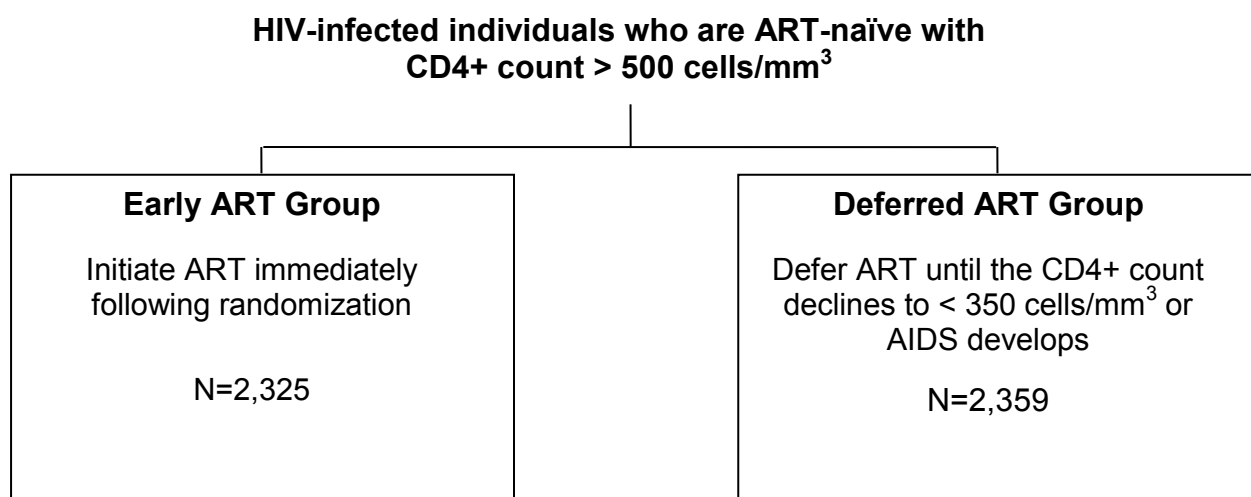 HIV-infected individuals who are ART-naïve with
CD4+ count > 500 cells/mm³
Early ART Group
Initiate ART immediately
following randomization
N=2,325
Deferred ART Group
Defer ART until the CD4+ count
declines to < 350 cells/mm³ or
AIDS develops
N=2,359